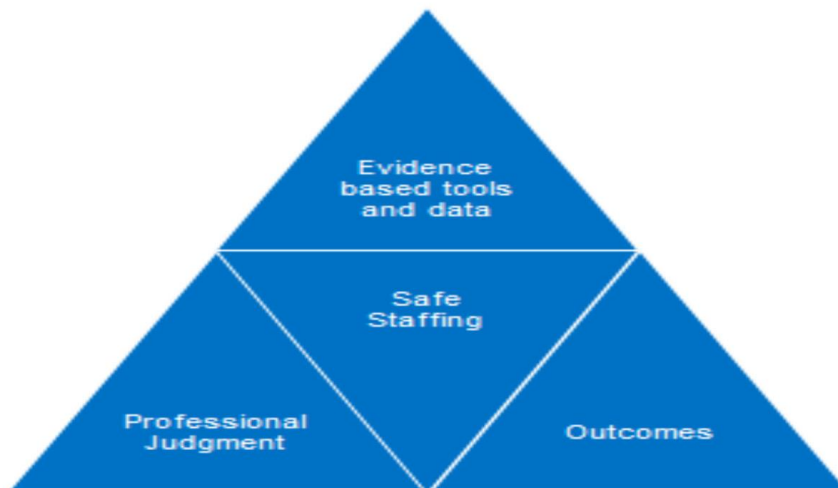 Evidence
based tools
and data
Safe
Staffing
Professional
Judgment
Outcomes